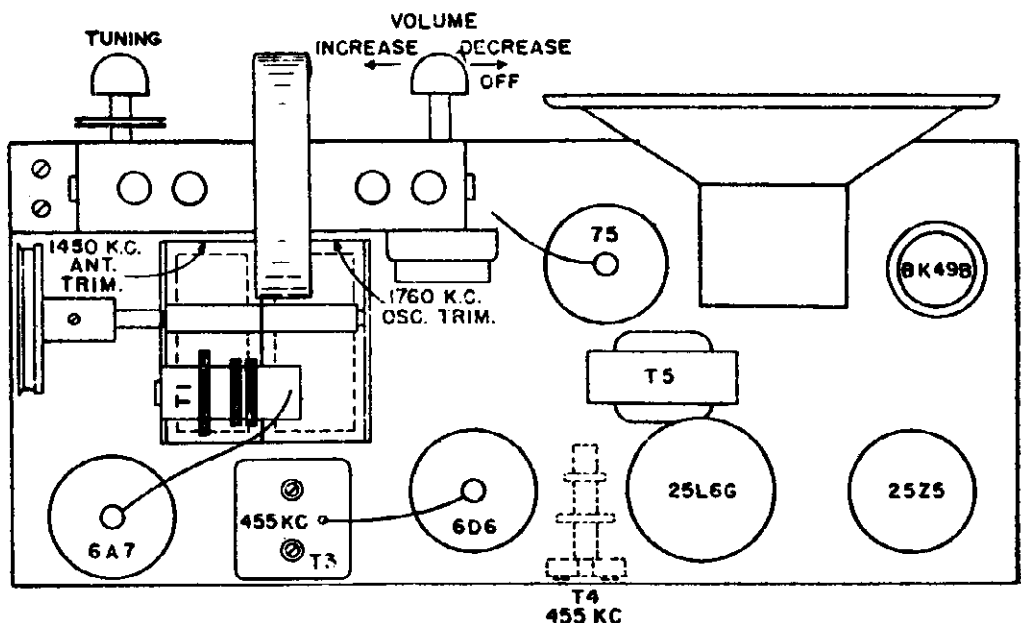 TUNING
VOLUME
INCREASE DECREASE
OFF
1450 K.C.
ANT.
TRIM.
1760 K.C.
OSC. TRIM.
75
BK49B
T1
T5
6A7
455KC
T3
6D6
25L6G
25Z5
T4
455 KC